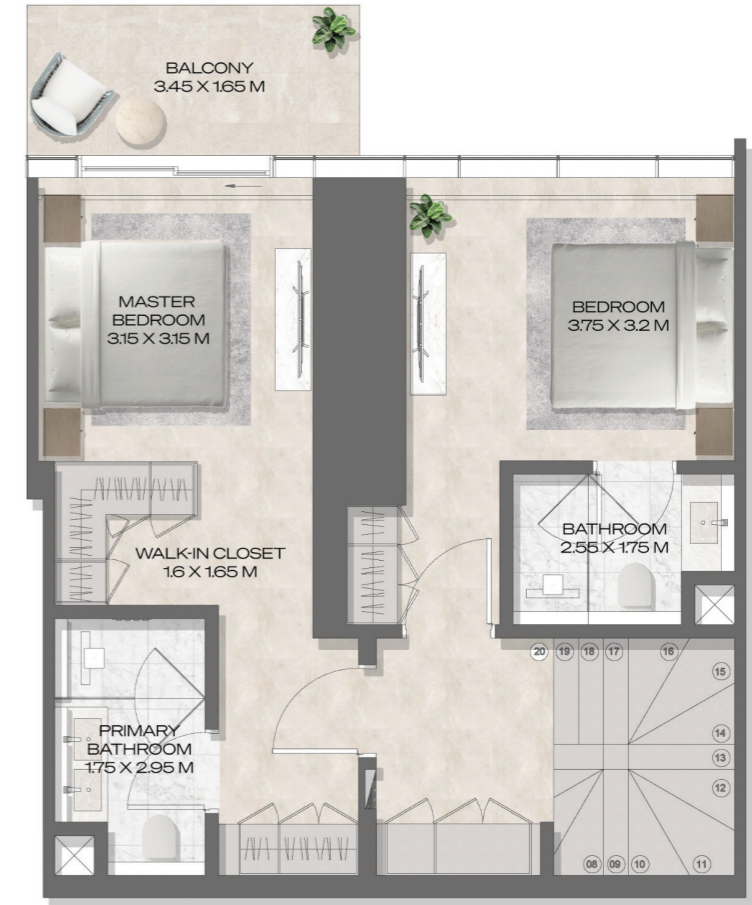 BALCONY
3.45 X 1.65 M
MASTER
BEDROOM
3.15 X 3.15 M
BEDROOM
3.75 X 3.2 M
WALK-IN CLOSET
1.6 X 1.65 M
BATHROOM
2.55 X 1.75 M
PRIMARY
BATHROOM
1.75 X 2.95 M
20 19 18 17 16
15
14
13
12
08 09 10 11